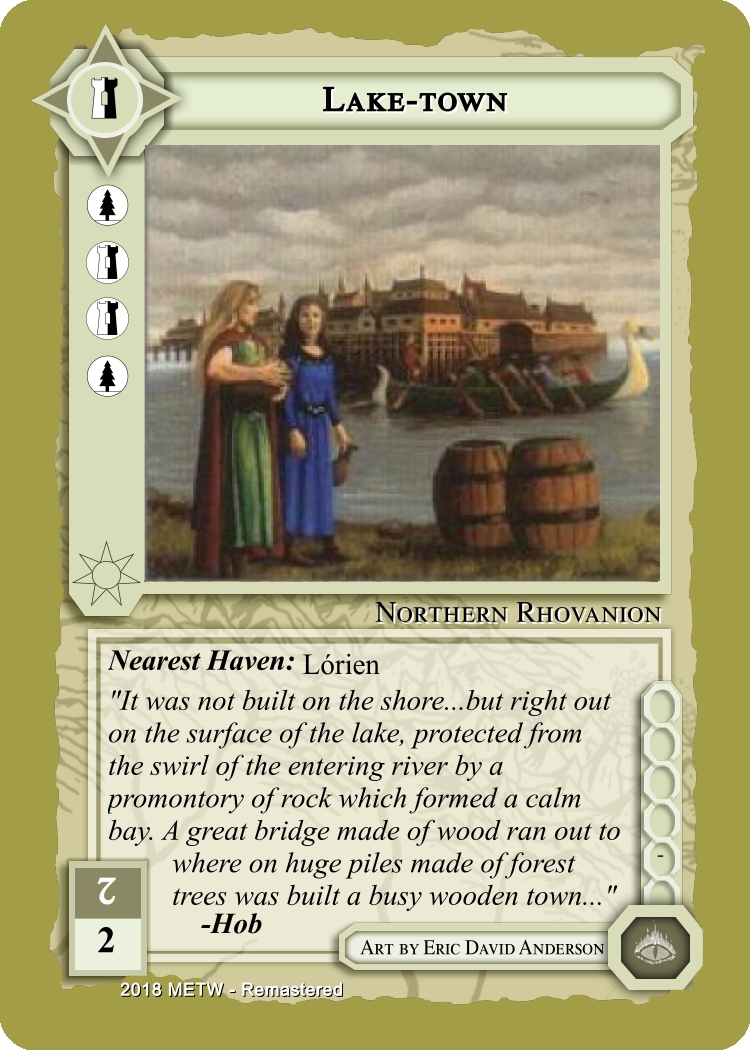 Lake-town
Northern Rhovanion
Nearest Haven: Lórien
"It was not built on the shore...but right out
on the surface of the lake, protected from
the swirl of the entering river by a
promontory of rock which formed a calm
bay. A great bridge made of wood ran out to
where on huge piles made of forest
trees was built a busy wooden town..."
-Hob
-
2
2
Art by Eric David Anderson
2018 METW - Remastered